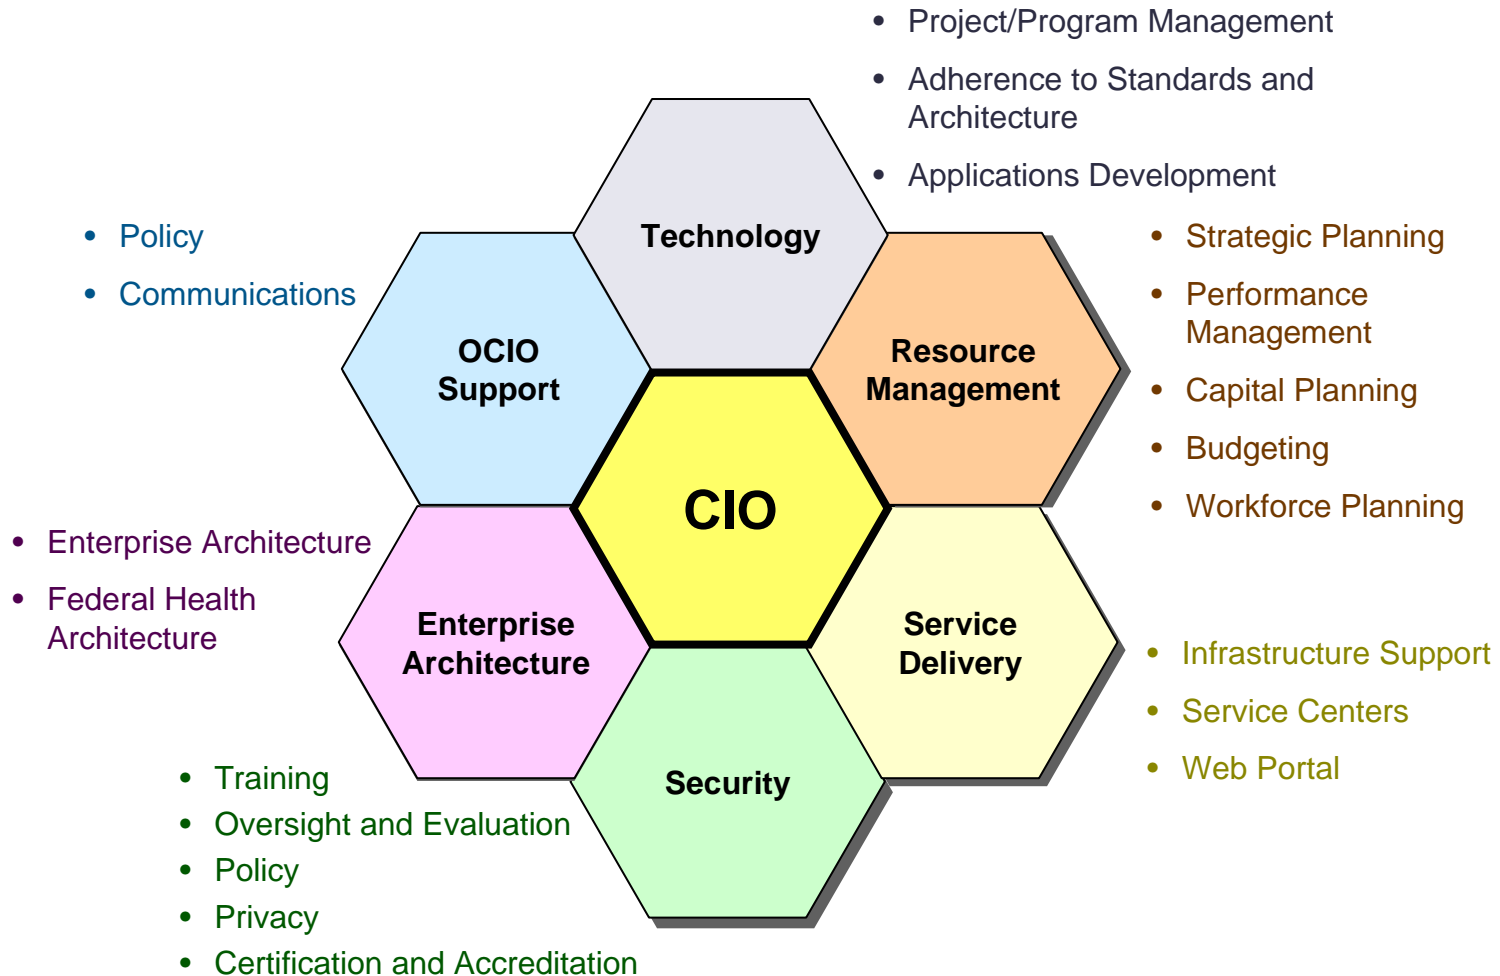 • Project/Program Management
• Adherence to Standards and
Architecture
• Applications Development
Technology
• Policy
• Communications
OCIO
Support
Resource
Management
• Strategic Planning
• Performance
Management
• Capital Planning
• Budgeting
• Workforce Planning
CIO
• Enterprise Architecture
• Federal Health
Architecture
Enterprise
Architecture
Service
Delivery
• Infrastructure Support
• Service Centers
• Web Portal
Security
• Training
• Oversight and Evaluation
• Policy
• Privacy
• Certification and Accreditation